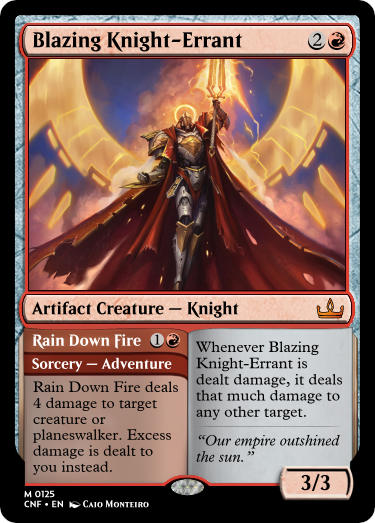 Blazing Knight-Errant 2
Artifact Creature — Knight
Rain Down Fire 1
Sorcery — Adventure
Rain Down Fire deals
4 damage to target
creature or
planeswalker. Excess
damage is dealt to
you instead.
Whenever Blazing
Knight-Errant is
dealt damage, it deals
that much damage to
any other target.
“Our empire outshined
the sun.”
3/3
M 0125
CNF • EN Caio Monteiro